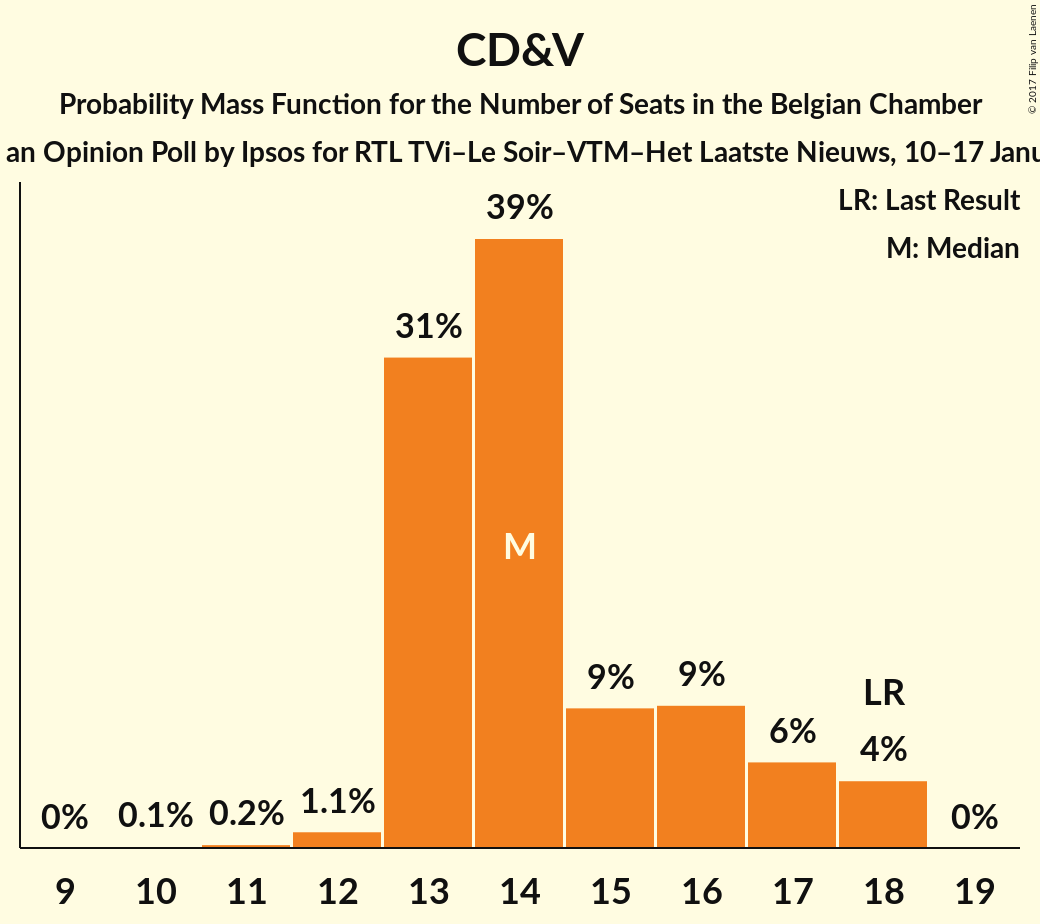 CD&V
Probability Mass Function for the Number of Seats in the Belgian Chamber
an Opinion Poll by Ipsos for RTL TVi–Le Soir–VTM–Het Laatste Nieuws, 10–17 Janu
© 2017 Filip van Laenen
LR: Last Result
M: Median
39%
31%
M
9%
9%
6%
LR
4%
0%
0.1%
0.2%
1.1%
0%
9 10 11 12 13 14 15 16 17 18 19